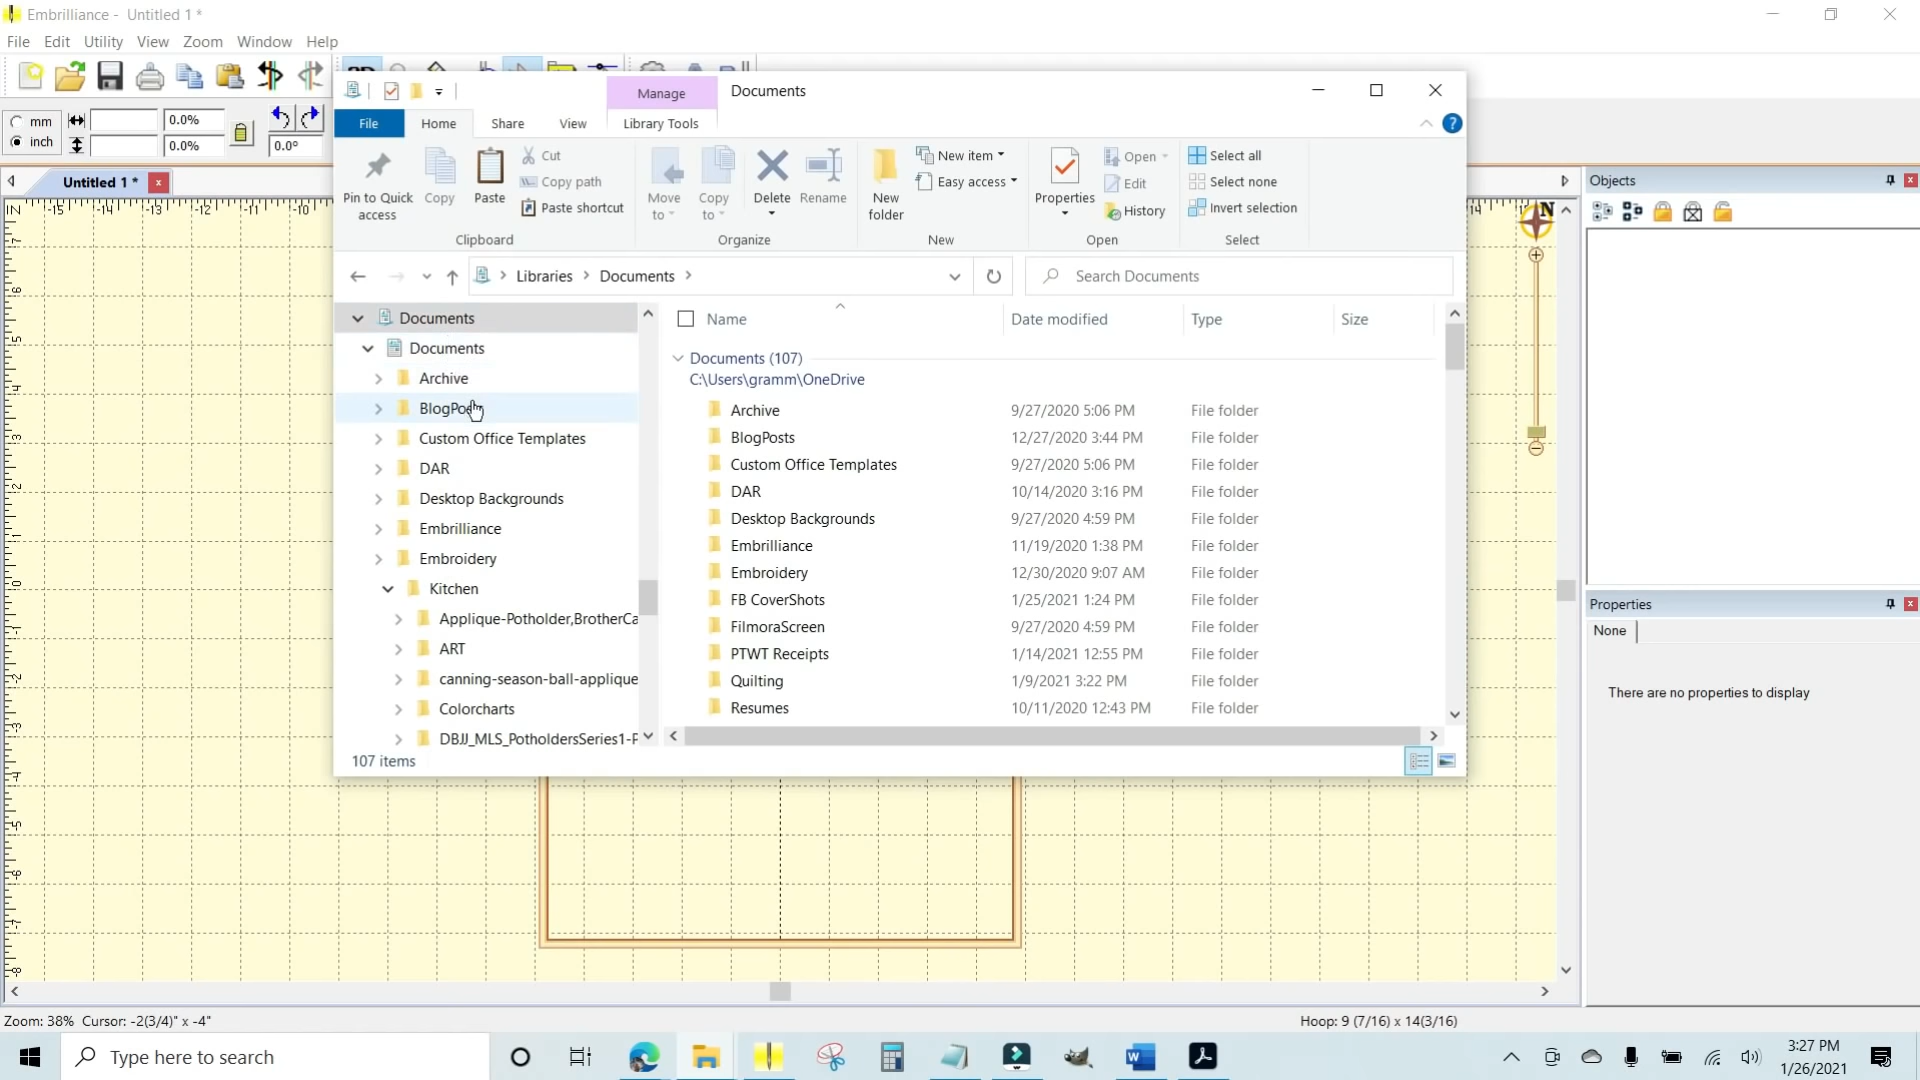 Embrilliance - Untitled 1 *
File Edit Utility View Zoom Window Help
mm
inch
0.0%
0.0%
0.0°
Untitled 1 *
Manage
Documents
File Home Share View Library Tools
Pin to Quick access
Copy
Paste
Cut
Copy path
Paste shortcut
Clipboard
Move to
Copy to
Delete
Rename
Organize
New folder
New item
Easy access
New
Properties
Open
Edit
History
Open
Select all
Select none
Invert selection
Select
Libraries > Documents >
Search Documents
Documents
Documents
Archive
Custom Office Templates
DAR
Desktop Backgrounds
Embrilliance
Embroidery
Kitchen
Applique-Potholder,BrotherCa
ART
canning-season-ball-applique
Colorcharts
DBJJ_MLS_PotholdersSeries1-P
Name Date modified Type Size
Documents (107)
C:\Users\gramm\OneDrive
Archive 9/27/2020 5:06 PM File folder
BlogPosts 12/27/2020 3:44 PM File folder
Custom Office Templates 9/27/2020 5:06 PM File folder
DAR 10/14/2020 3:16 PM File folder
Desktop Backgrounds 9/27/2020 4:59 PM File folder
Embrilliance 11/19/2020 1:38 PM File folder
Embroidery 12/30/2020 9:07 AM File folder
FB CoverShots 1/25/2021 1:24 PM File folder
FilmoraScreen 9/27/2020 4:59 PM File folder
PTWT Receipts 1/14/2021 12:55 PM File folder
Quilting 1/9/2021 3:22 PM File folder
Resumes 10/11/2020 12:43 PM File folder
107 items
Objects
N
Properties
None
There are no properties to display
IN -15 -14 -13 -12 -11 -10
Zoom: 38% Cursor: -2(3/4)" x -4"
Hoop: 9 (7/16) x 14(3/16)
Type here to search
3:27 PM
1/26/2021